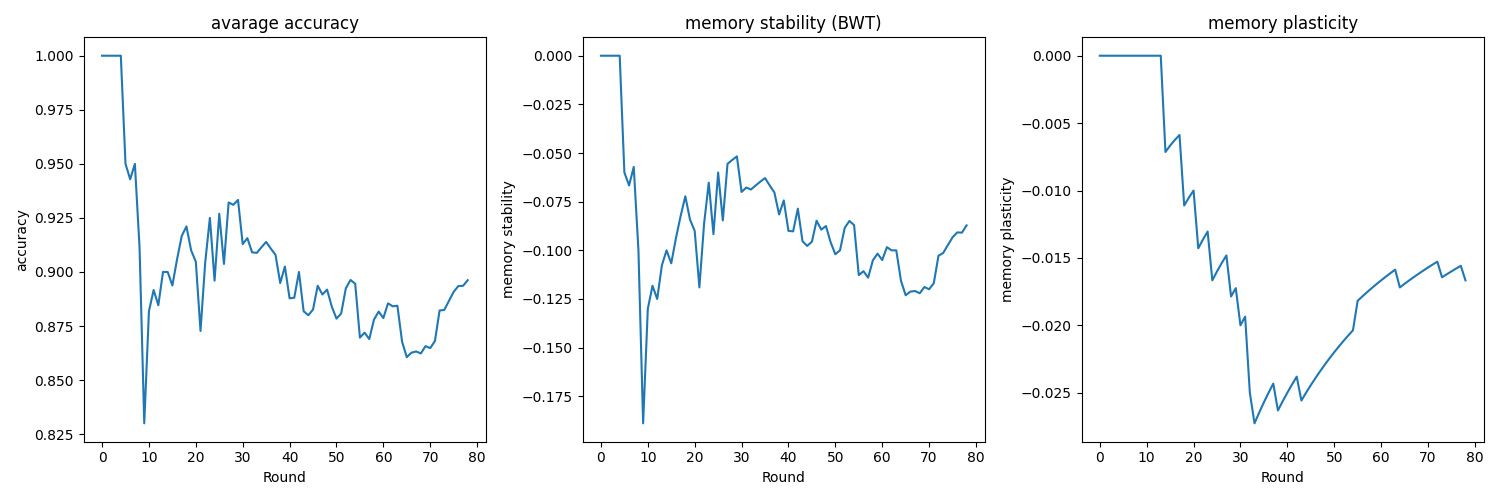 avarage accuracy
accuracy
1.000
0.975
0.950
0.925
0.900
0.875
0.850
0.825
0 10 20 30 40 50 60 70 80
Round
memory stability (BWT)
memory stability
0.000
−0.025
−0.050
−0.075
−0.100
−0.125
−0.150
−0.175
0 10 20 30 40 50 60 70 80
Round
memory plasticity
memory plasticity
0.000
−0.005
−0.010
−0.015
−0.020
−0.025
0 10 20 30 40 50 60 70 80
Round